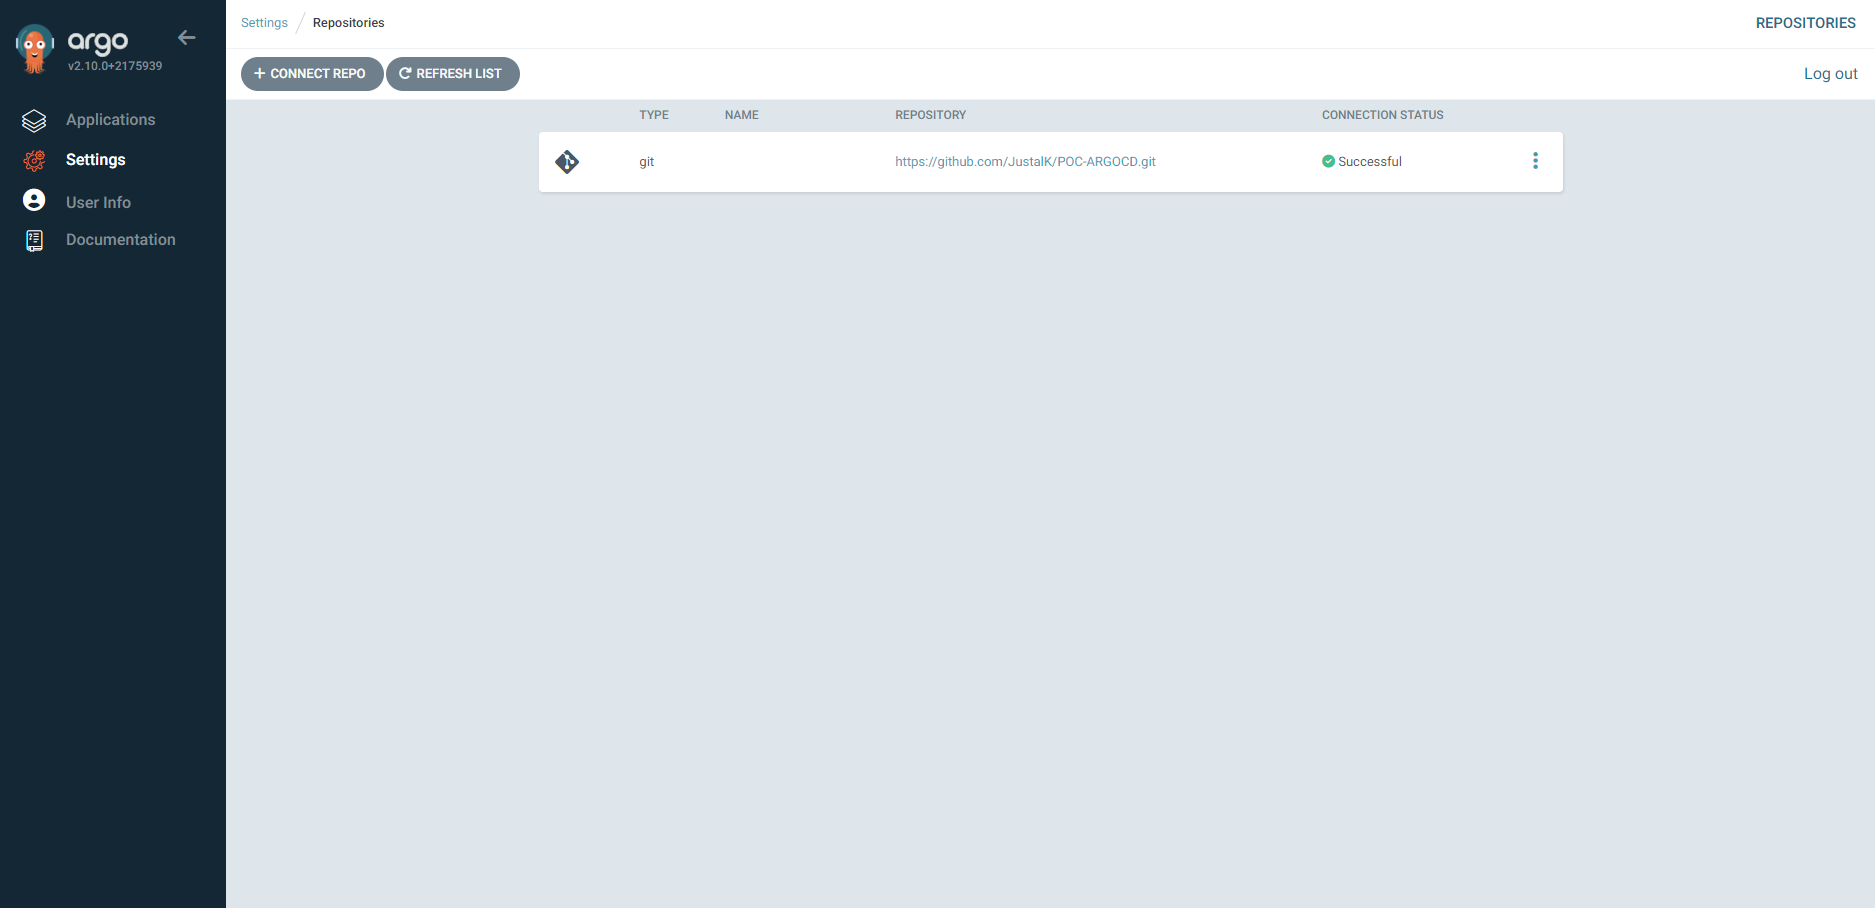 argo
v2.10.0+2175939
Applications
Settings
User Info
Documentation
Settings / Repositories
REPOSITORIES
CONNECT REPO
REFRESH LIST
Log out
TYPE NAME REPOSITORY CONNECTION STATUS
git https://github.com/JustalK/POC-ARGOCD.git Successful